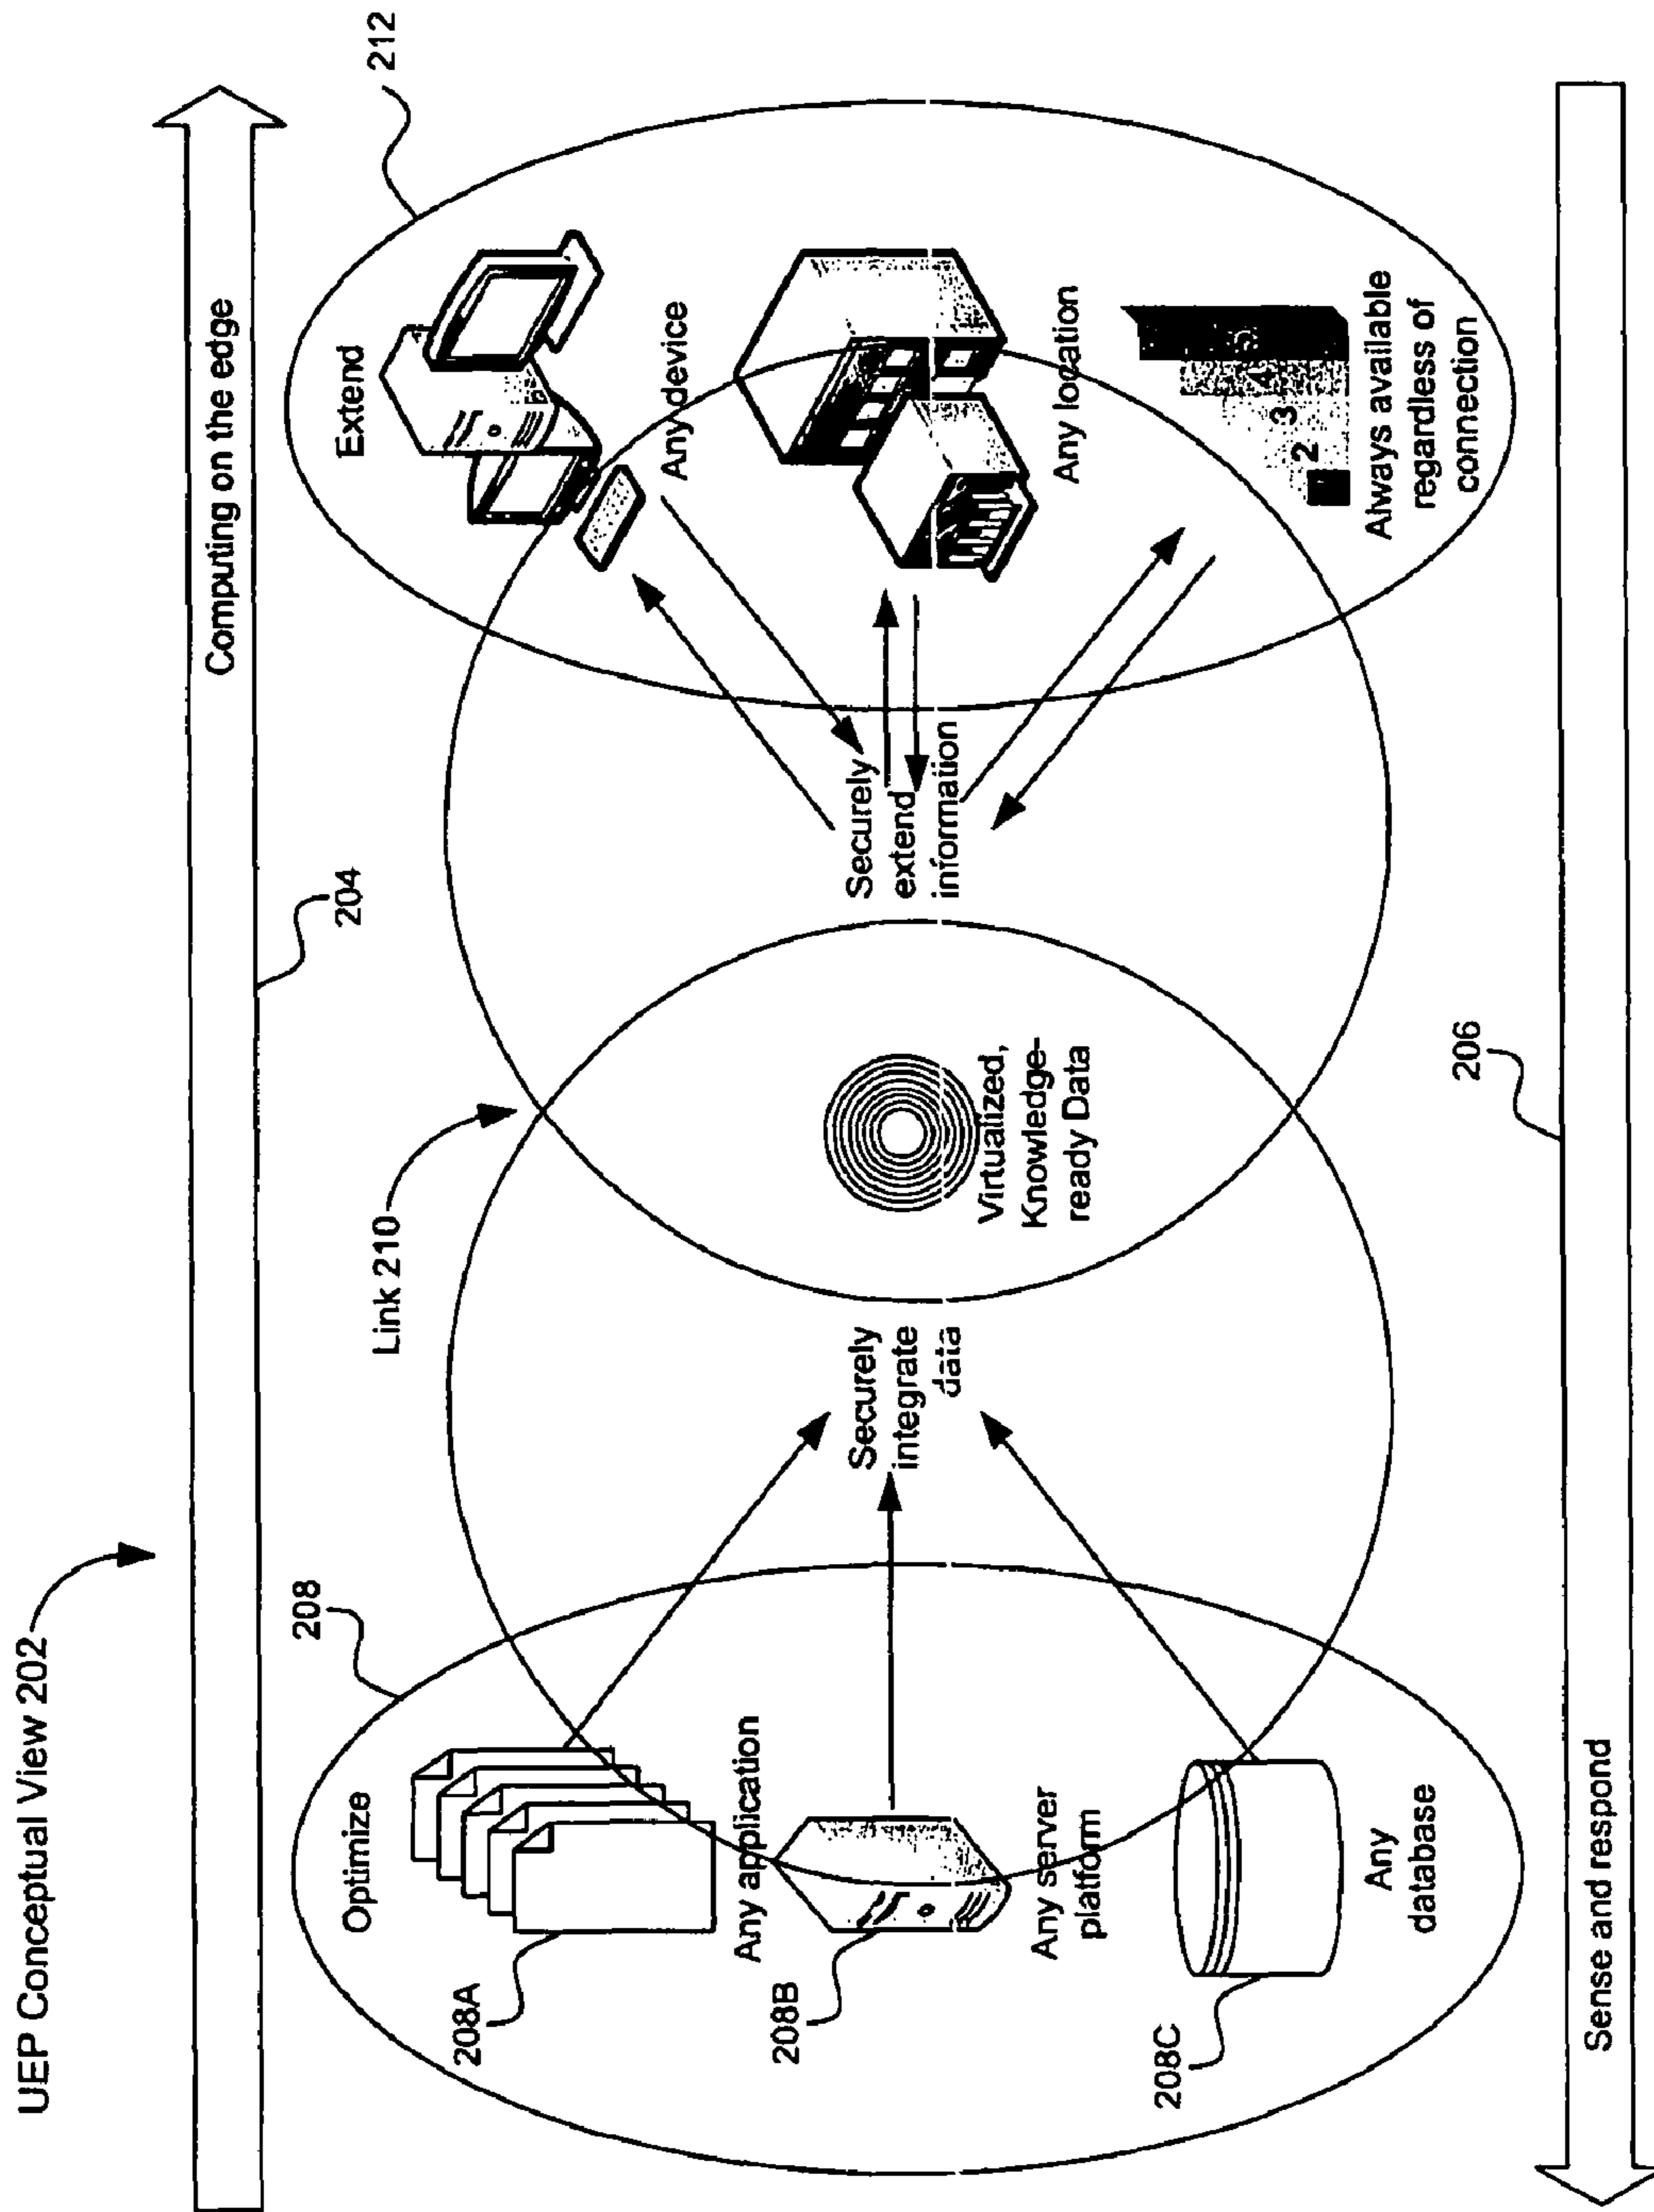 UEP Conceptual View 202
Computing on the edge
204
208
Link 210
212
Optimize
208A
Any application
208B
Any server
platform
208C
Any
database
Securely
integrate
data
Virtualized,
Knowledge-
ready Data
Securely
extend
information
Extend
Any device
Any location
2 3 4 5
Always available
regardless of
connection
206
Sense and respond